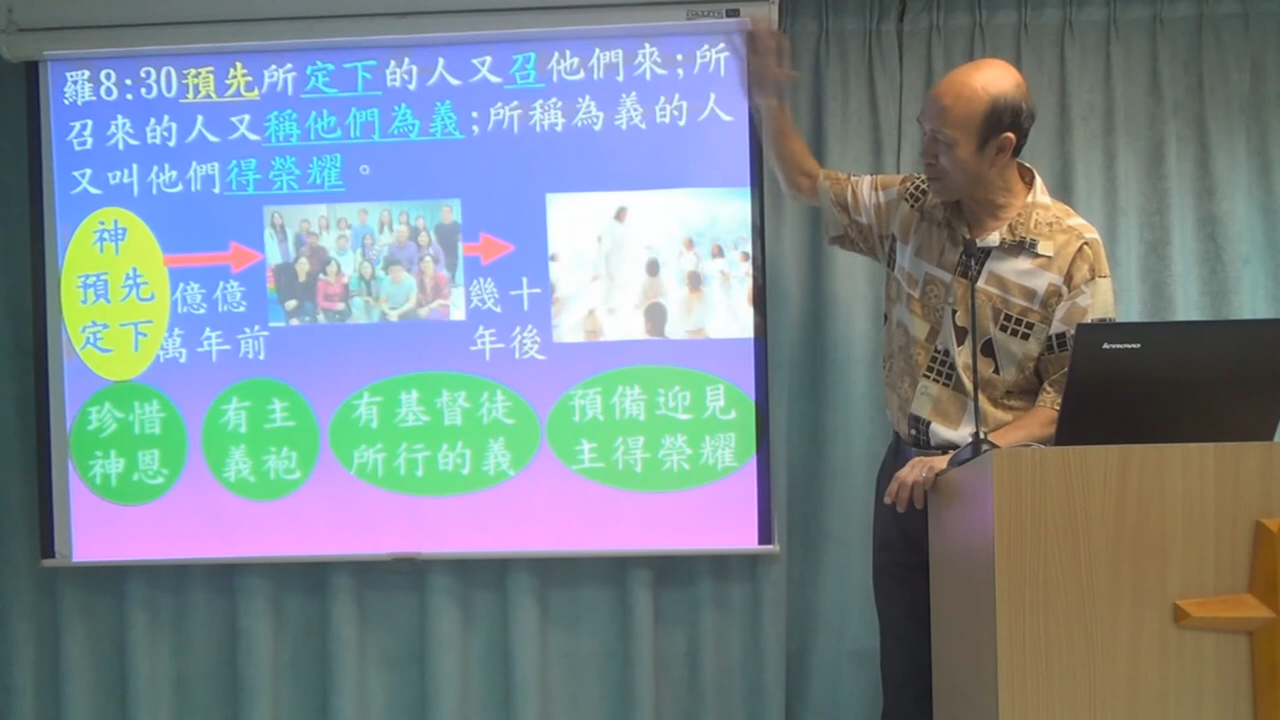 羅8:30預先所定下的人又召他們來;所
召來的人又稱他們為義;所稱為義的人
又叫他們得榮耀。
神
預先
定下
億億
萬年前
幾十
年後
珍惜
神恩
有主
義袍
有基督徒
所行的義
預備迎見
主得榮耀
lenovo